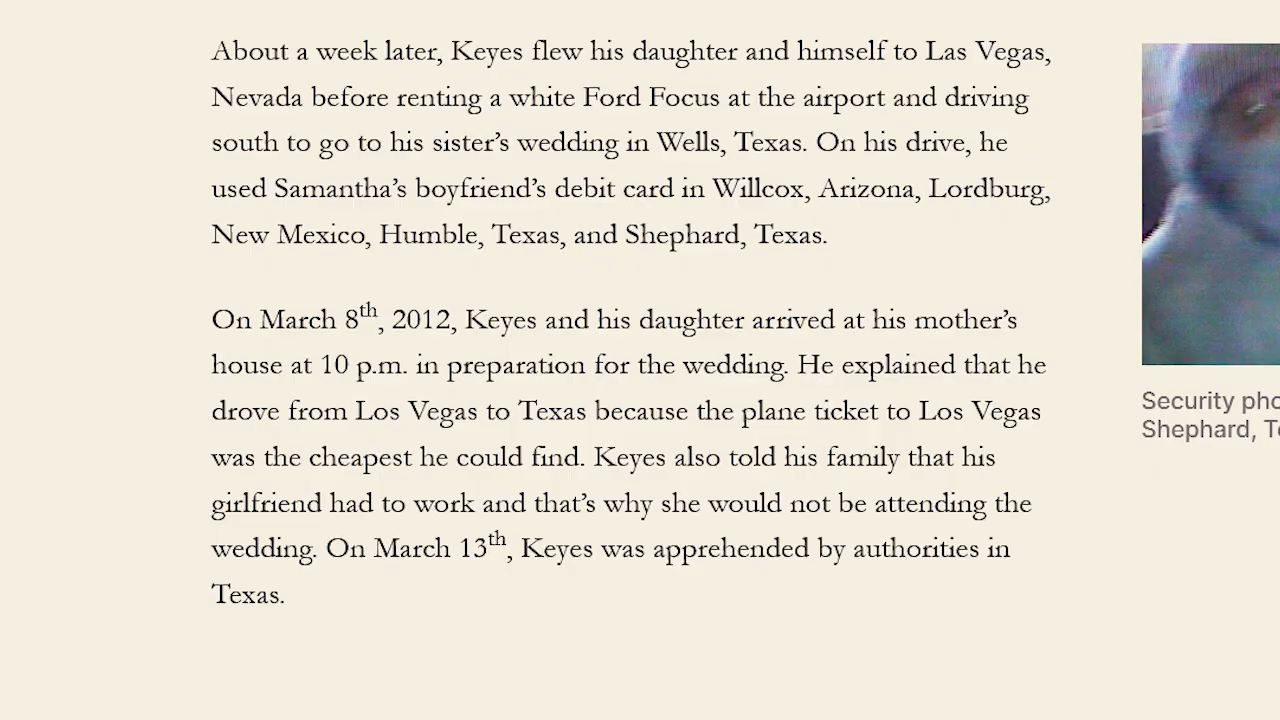 About a week later, Keyes flew his daughter and himself to Las Vegas,
Nevada before renting a white Ford Focus at the airport and driving
south to go to his sister’s wedding in Wells, Texas. On his drive, he
used Samantha’s boyfriend’s debit card in Willcox, Arizona, Lordburg,
New Mexico, Humble, Texas, and Shephard, Texas.
On March 8th, 2012, Keyes and his daughter arrived at his mother’s
house at 10 p.m. in preparation for the wedding. He explained that he
drove from Los Vegas to Texas because the plane ticket to Los Vegas
was the cheapest he could find. Keyes also told his family that his
girlfriend had to work and that’s why she would not be attending the
wedding. On March 13th, Keyes was apprehended by authorities in
Texas.
Security
Shephard,